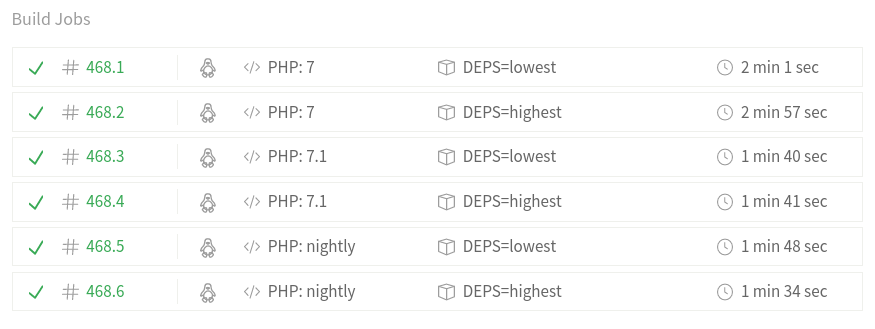 Build Jobs
# 468.1 </> PHP: 7 DEPS=lowest 2 min 1 sec
# 468.2 </> PHP: 7 DEPS=highest 2 min 57 sec
# 468.3 </> PHP: 7.1 DEPS=lowest 1 min 40 sec
# 468.4 </> PHP: 7.1 DEPS=highest 1 min 41 sec
# 468.5 </> PHP: nightly DEPS=lowest 1 min 48 sec
# 468.6 </> PHP: nightly DEPS=highest 1 min 34 sec